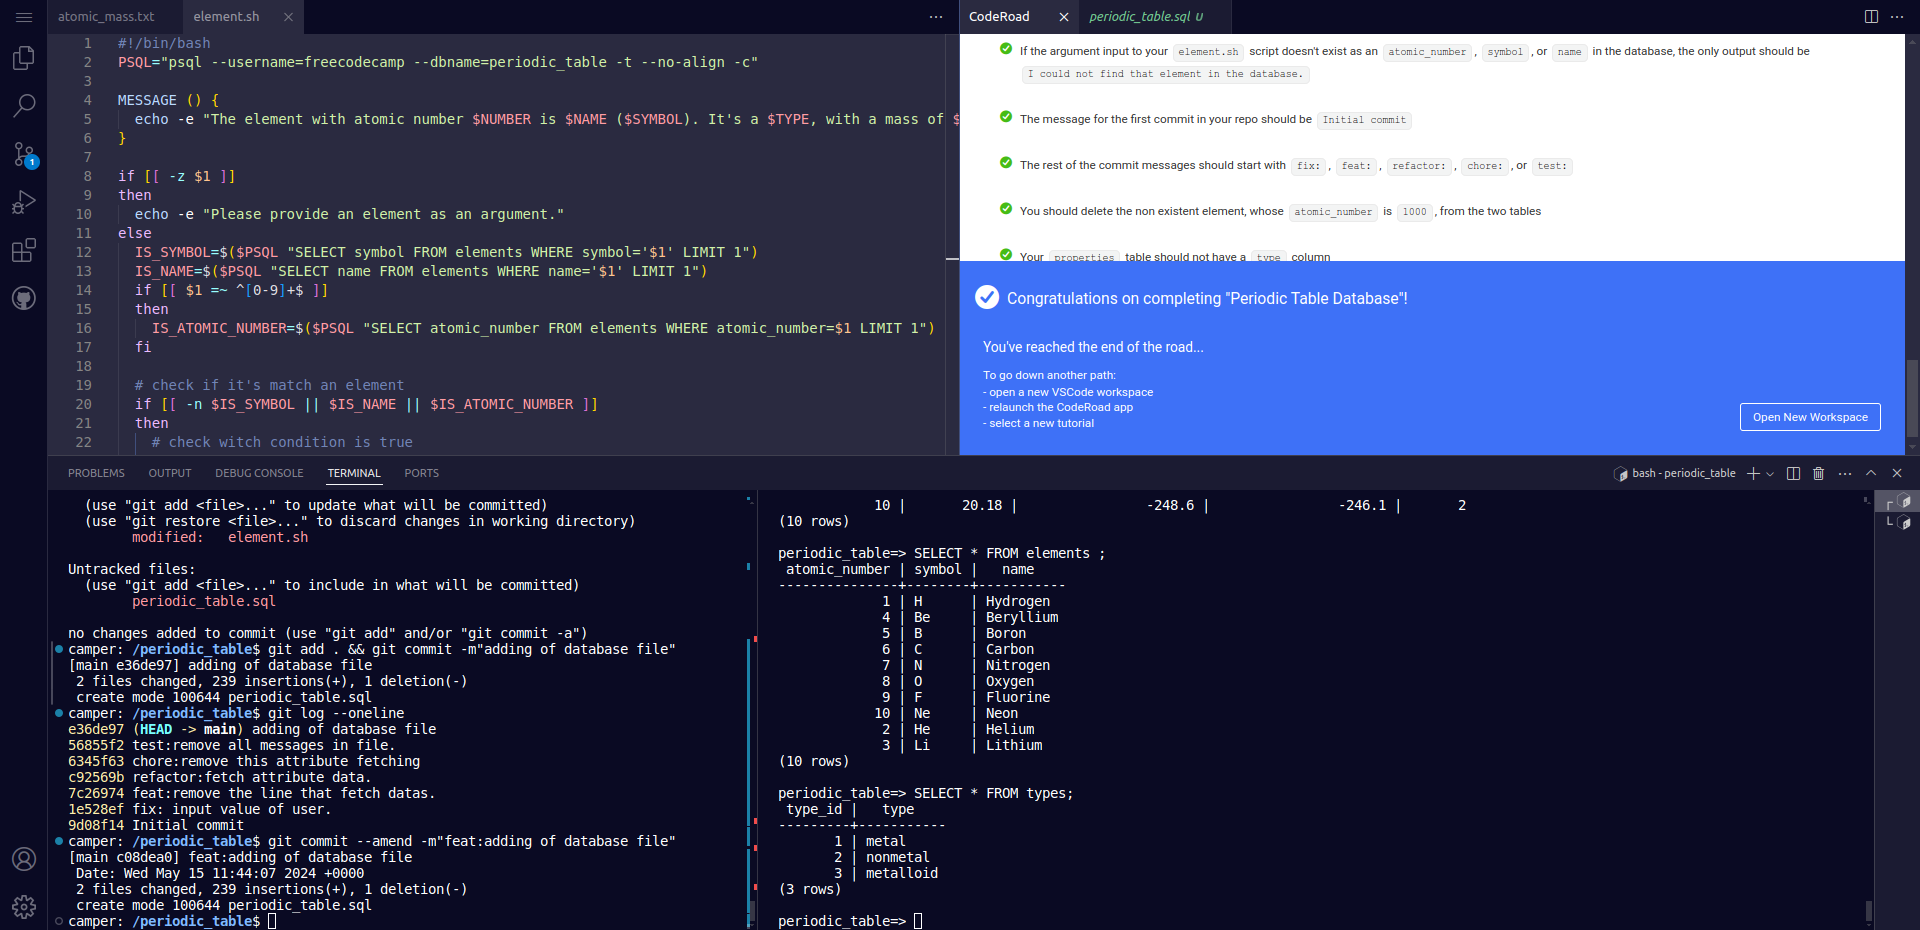 atomic_mass.txt
element.sh
1 #!/bin/bash
2 PSQL="psql --username=freecodecamp --dbname=periodic_table -t --no-align -c"
3
4 MESSAGE () {
5 echo -e "The element with atomic number $NUMBER is $NAME ($SYMBOL). It's a $TYPE, with a mass of $
6 }
7
8 if [[ -z $1 ]]
9 then
10 echo -e "Please provide an element as an argument."
11 else
12 IS_SYMBOL=$($PSQL "SELECT symbol FROM elements WHERE symbol='$1' LIMIT 1")
13 IS_NAME=$($PSQL "SELECT name FROM elements WHERE name='$1' LIMIT 1")
14 if [[ $1 =~ ^[0-9]+$ ]]
15 then
16 IS_ATOMIC_NUMBER=$($PSQL "SELECT atomic_number FROM elements WHERE atomic_number=$1 LIMIT 1")
17 fi
18
19 # check if it's match an element
20 if [[ -n $IS_SYMBOL || $IS_NAME || $IS_ATOMIC_NUMBER ]]
21 then
22 # check witch condition is true
CodeRoad
periodic_table.sql U
If the argument input to your element.sh script doesn't exist as an atomic_number, symbol, or name in the database, the only output should be
I could not find that element in the database.
The message for the first commit in your repo should be Initial commit
The rest of the commit messages should start with fix:, feat:, refactor:, chore:, or test:
You should delete the non existent element, whose atomic_number is 1000, from the two tables
Your properties table should not have a type column
Congratulations on completing "Periodic Table Database"!
You've reached the end of the road...
To go down another path:
- open a new VSCode workspace
- relaunch the CodeRoad app
- select a new tutorial
Open New Workspace
1
PROBLEMS OUTPUT DEBUG CONSOLE TERMINAL PORTS
bash - periodic_table
(use "git add <file>..." to update what will be committed)
(use "git restore <file>..." to discard changes in working directory)
modified: element.sh
Untracked files:
(use "git add <file>..." to include in what will be committed)
periodic_table.sql
no changes added to commit (use "git add" and/or "git commit -a")
camper: /periodic_table$ git add . && git commit -m"adding of database file"
[main e36de97] adding of database file
2 files changed, 239 insertions(+), 1 deletion(-)
create mode 100644 periodic_table.sql
camper: /periodic_table$ git log --oneline
e36de97 (HEAD -> main) adding of database file
56855f2 test:remove all messages in file.
6345f63 chore:remove this attribute fetching
c92569b refactor:fetch attribute data.
7c26974 feat:remove the line that fetch datas.
1e528ef fix: input value of user.
9d08f14 Initial commit
camper: /periodic_table$ git commit --amend -m"feat:adding of database file"
[main c08dea0] feat:adding of database file
Date: Wed May 15 11:44:07 2024 +0000
2 files changed, 239 insertions(+), 1 deletion(-)
create mode 100644 periodic_table.sql
camper: /periodic_table$
10 | 20.18 | -248.6 | -246.1 | 2
(10 rows)
periodic_table=> SELECT * FROM elements ;
atomic_number | symbol | name
---------------+--------+-----------
1 | H | Hydrogen
4 | Be | Beryllium
5 | B | Boron
6 | C | Carbon
7 | N | Nitrogen
8 | O | Oxygen
9 | F | Fluorine
10 | Ne | Neon
2 | He | Helium
3 | Li | Lithium
(10 rows)
periodic_table=> SELECT * FROM types;
type_id | type
---------+-----------
1 | metal
2 | nonmetal
3 | metalloid
(3 rows)
periodic_table=>